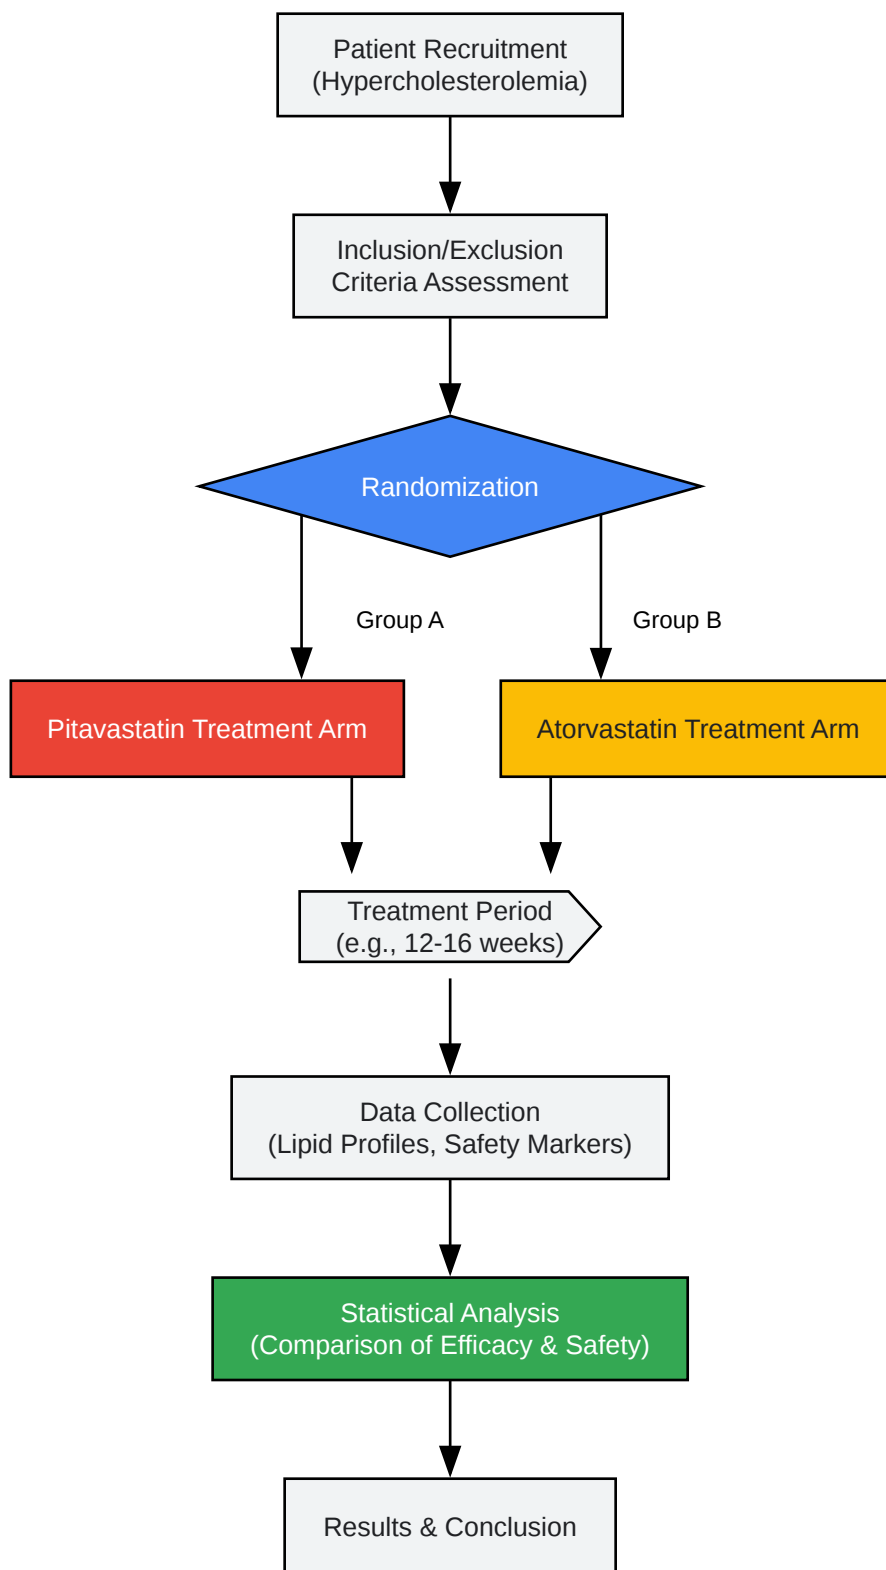 Patient Recruitment
(Hypercholesterolemia)
Inclusion/Exclusion
Criteria Assessment
Randomization
Group A
Group B
Pitavastatin Treatment Arm
Atorvastatin Treatment Arm
Treatment Period
(e.g., 12-16 weeks)
Data Collection
(Lipid Profiles, Safety Markers)
Statistical Analysis
(Comparison of Efficacy & Safety)
Results & Conclusion